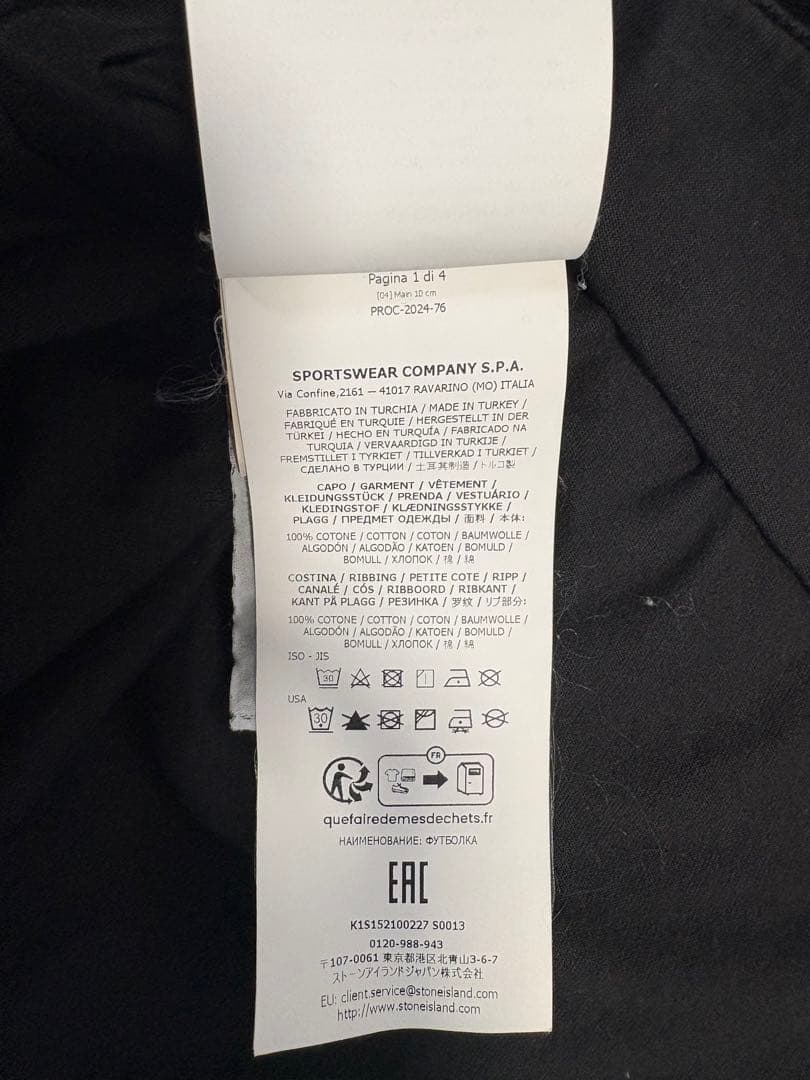 Pagina 1 di 4
[04] Main 10 cm
PROC-2024-76
SPORTSWEAR COMPANY S.P.A.
Via Confine,2161 — 41017 RAVARINO (MO) ITALIA
FABBRICATO IN TURCHIA / MADE IN TURKEY /
FABRIQUÉ EN TURQUIE / HERGESTELLT IN DER
TÜRKEI / HECHO EN TURQUÍA / FABRICADO NA
TURQUIA / VERVAARDIGD IN TURKIJE /
FREMSTILLET I TYRKIET / TILLVERKAD I TURKIET /
СДЕЛАНО В ТУРЦИИ / 土耳其制造 / トルコ製
CAPO / GARMENT / VÊTEMENT /
KLEIDUNGSSTÜCK / PRENDA / VESTUÁRIO /
KLEDINGSTOF / KLÆDNINGSSTYKKE /
PLAGG / ПРЕДМЕТ ОДЕЖДЫ / 面料 / 本体:
100% COTONE / COTTON / COTON / BAUMWOLLE /
ALGODÓN / ALGODÃO / KATOEN / BOMULD /
BOMULL / ХЛОПОК / 棉 / 綿
COSTINA / RIBBING / PETITE COTE / RIPP /
CANALÉ / CÓS / RIBBOORD / RIBKANT /
KANT PÅ PLAGG / РЕЗИНКА / 罗纹 / リブ部分:
100% COTONE / COTTON / COTON / BAUMWOLLE /
ALGODÓN / ALGODÃO / KATOEN / BOMULD /
BOMULL / ХЛОПОК / 棉 / 綿
ISO - JIS
30
USA
30
FR
quefairedemesdechets.fr
НАИМЕНОВАНИЕ: ФУТБОЛКА
EAC
K1S152100227 S0013
0120-988-943
〒107-0061 東京都港区北青山3-6-7
ストーンアイランドジャパン株式会社
EU: client.service@stoneisland.com
http://www.stoneisland.com